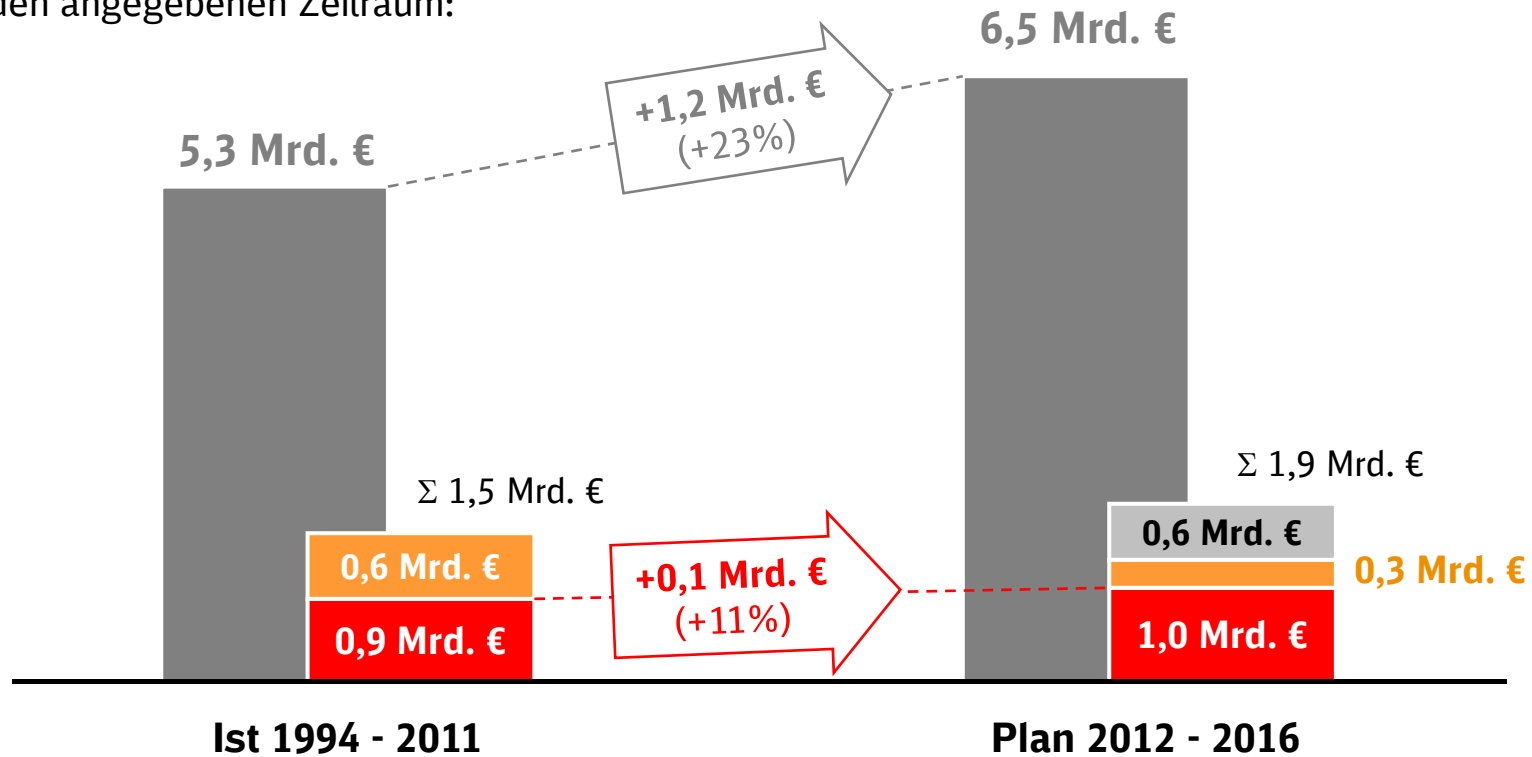 den angegebenen Zeitraum:
6,5 Mrd. €
+1,2 Mrd. €
(+23%)
5,3 Mrd. €
Σ 1,9 Mrd. €
Σ 1,5 Mrd. €
0,6 Mrd. €
0,6 Mrd. €
+0,1 Mrd. €
(+11%)
0,3 Mrd. €
0,9 Mrd. €
1,0 Mrd. €
Ist 1994 - 2011
Plan 2012 - 2016